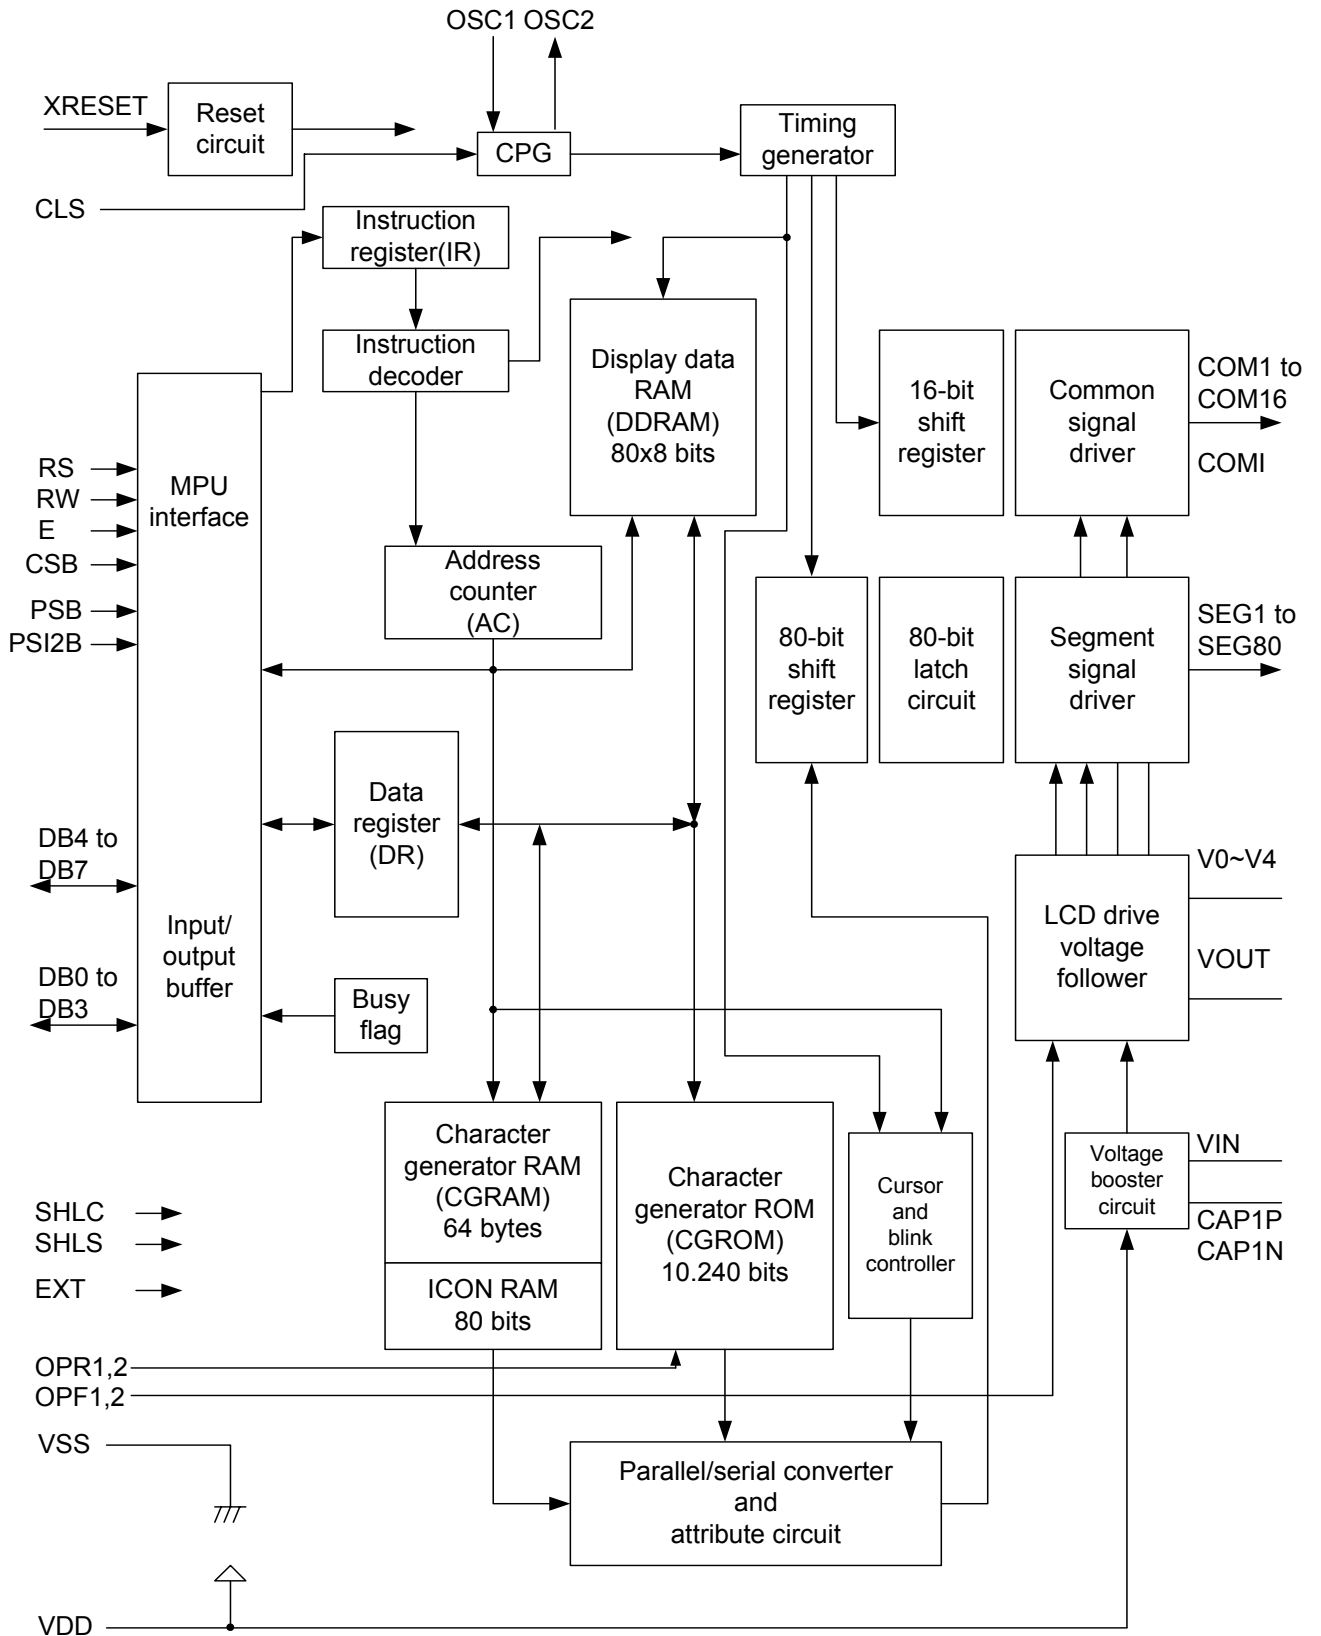 OSC1 OSC2
XRESET
Reset
circuit
CPG
Timing
generator
CLS
Instruction
register(IR)
Instruction
decoder
Display data
RAM
(DDRAM)
80x8 bits
16-bit
shift
register
Common
signal
driver
COM1 to
COM16
COMI
RS
RW
E
CSB
PSB
PSI2B
MPU
interface
Address
counter
(AC)
80-bit
shift
register
80-bit
latch
circuit
Segment
signal
driver
SEG1 to
SEG80
Data
register
(DR)
DB4 to
DB7
DB0 to
DB3
Input/
output
buffer
Busy
flag
LCD drive
voltage
follower
V0~V4
VOUT
Character
generator RAM
(CGRAM)
64 bytes
ICON RAM
80 bits
Character
generator ROM
(CGROM)
10.240 bits
Cursor
and
blink
controller
Voltage
booster
circuit
VIN
CAP1P
CAP1N
SHLC
SHLS
EXT
OPR1,2
OPF1,2
VSS
Parallel/serial converter
and
attribute circuit
VDD